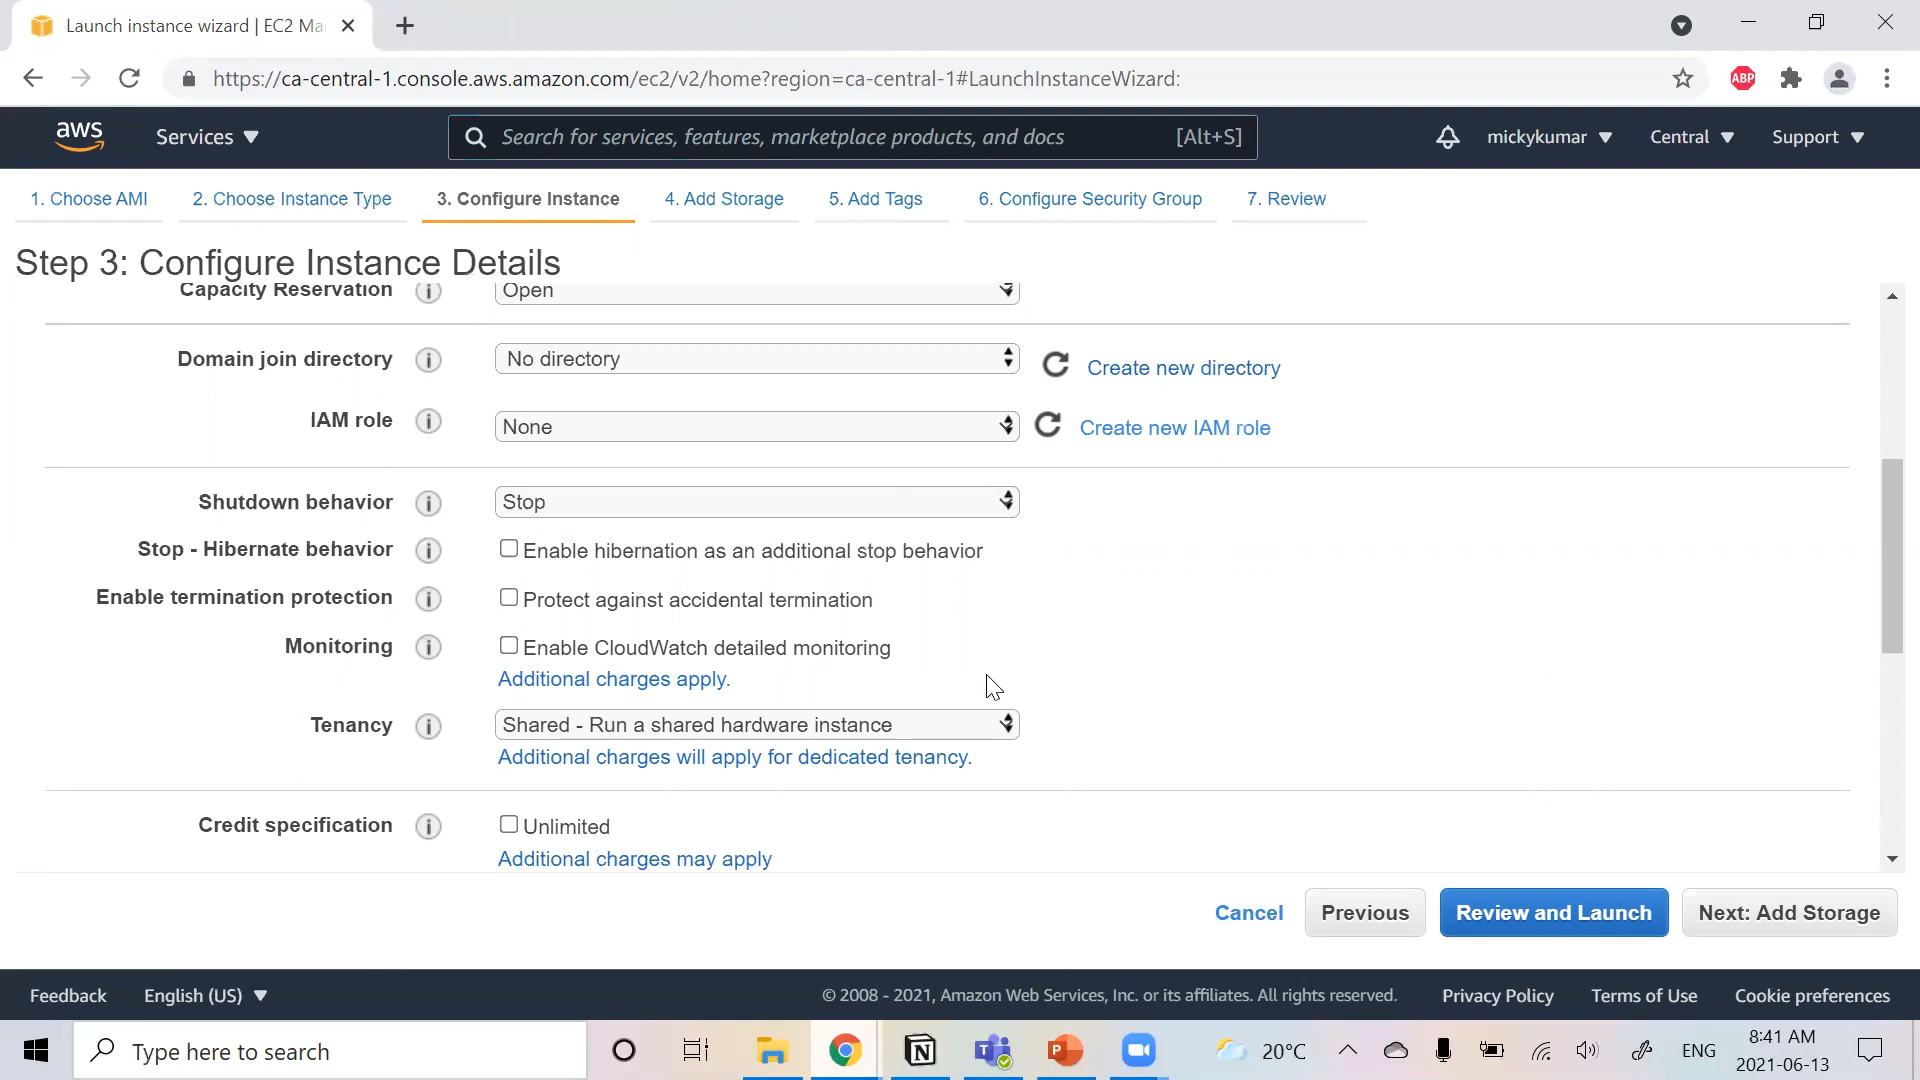 Launch instance wizard | EC2 Ma
https://ca-central-1.console.aws.amazon.com/ec2/v2/home?region=ca-central-1#LaunchInstanceWizard:
ABP
aws
Services
Search for services, features, marketplace products, and docs
[Alt+S]
mickykumar
Central
Support
1. Choose AMI
2. Choose Instance Type
3. Configure Instance
4. Add Storage
5. Add Tags
6. Configure Security Group
7. Review
Step 3: Configure Instance Details
Capacity Reservation
Open
Domain join directory
No directory
Create new directory
IAM role
None
Create new IAM role
Shutdown behavior
Stop
Stop - Hibernate behavior
Enable hibernation as an additional stop behavior
Enable termination protection
Protect against accidental termination
Monitoring
Enable CloudWatch detailed monitoring
Additional charges apply.
Tenancy
Shared - Run a shared hardware instance
Additional charges will apply for dedicated tenancy.
Credit specification
Unlimited
Additional charges may apply
Cancel
Previous
Review and Launch
Next: Add Storage
Feedback
English (US)
© 2008 - 2021, Amazon Web Services, Inc. or its affiliates. All rights reserved.
Privacy Policy
Terms of Use
Cookie preferences
Type here to search
20°C
ENG
8:41 AM
2021-06-13